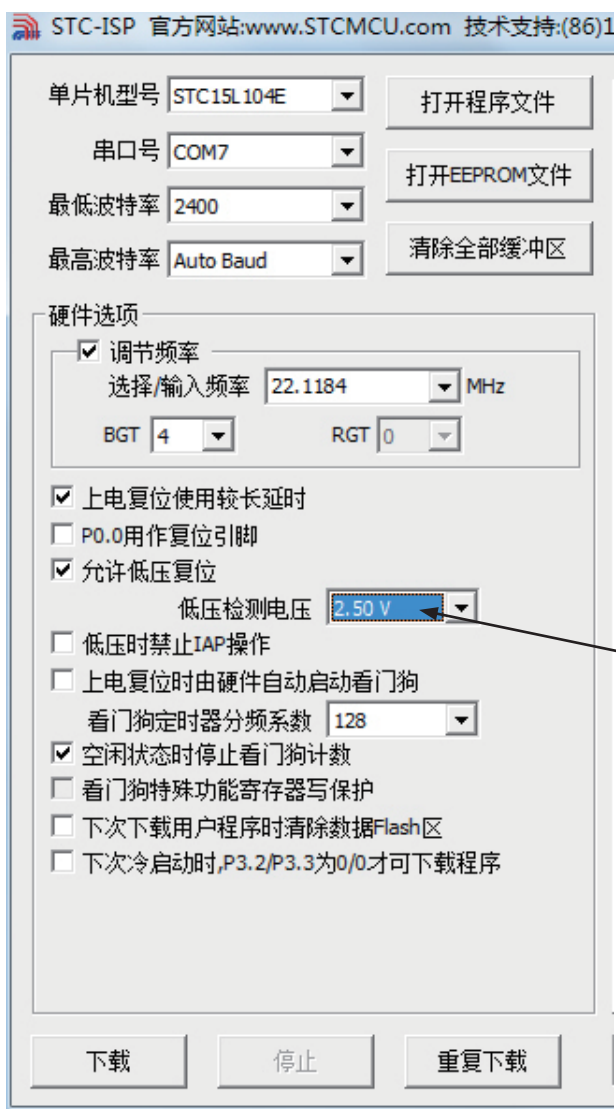 STC-ISP 官方网站:www.STCMCU.com 技术支持:(86)1
单片机型号 STC15L104E 打开程序文件
串口号 COM7
打开EEPROM文件
最低波特率 2400
最高波特率 Auto Baud 清除全部缓冲区
硬件选项
调节频率
选择/输入频率 22.1184 MHz
BGT 4 RGT 0
上电复位使用较长延时
P0.0用作复位引脚
允许低压复位
低压检测电压 2.50 V
低压时禁止IAP操作
上电复位时由硬件自动启动看门狗
看门狗定时器分频系数 128
空闲状态时停止看门狗计数
看门狗特殊功能寄存器写保护
下次下载用户程序时清除数据Flash区
下次冷启动时,P3.2/P3.3为0/0才可下载程序
下载 停止 重复下载